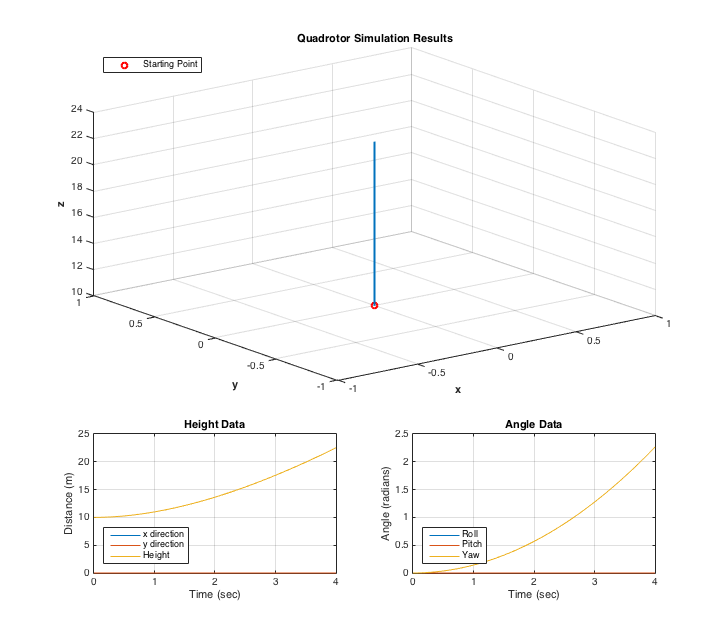 Quadrotor Simulation Results
Starting Point
24
22
20
18
16
14
12
10
z
1
0.5
0
-0.5
-1
y
-1
-0.5
0
0.5
1
x
Height Data
25
20
15
10
5
0
Distance (m)
x direction
y direction
Height
0 1 2 3 4
Time (sec)
Angle Data
2.5
2
1.5
1
0.5
0
Angle (radians)
Roll
Pitch
Yaw
0 1 2 3 4
Time (sec)